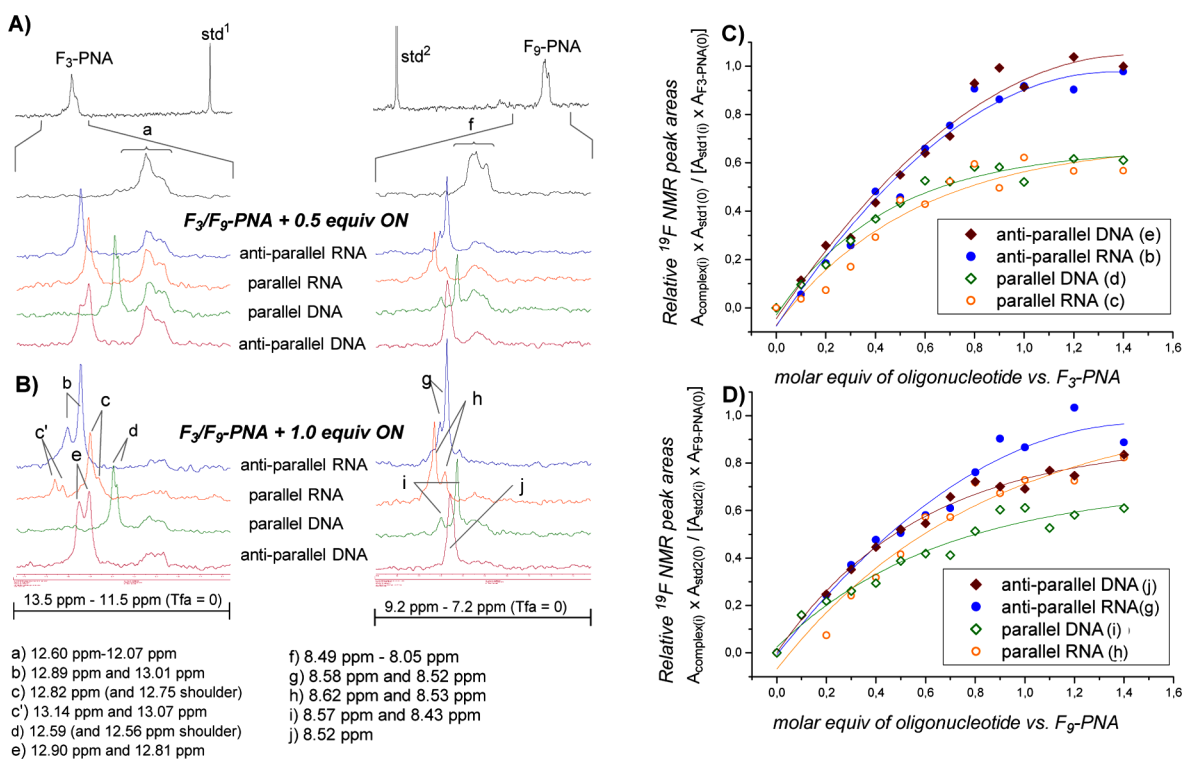 A)
F3-PNA
std1
std2
F9-PNA
a
f
F3/F9-PNA + 0.5 equiv ON
anti-parallel RNA
parallel RNA
parallel DNA
anti-parallel DNA
B)
b
c
c'
d
e
g
h
i
j
F3/F9-PNA + 1.0 equiv ON
anti-parallel RNA
parallel RNA
parallel DNA
anti-parallel DNA
13.5 ppm - 11.5 ppm (Tfa = 0)
9.2 ppm - 7.2 ppm (Tfa = 0)
a) 12.60 ppm-12.07 ppm
b) 12.89 ppm and 13.01 ppm
c) 12.82 ppm (and 12.75 shoulder)
c') 13.14 ppm and 13.07 ppm
d) 12.59 (and 12.56 ppm shoulder)
e) 12.90 ppm and 12.81 ppm
f) 8.49 ppm - 8.05 ppm
g) 8.58 ppm and 8.52 ppm
h) 8.62 ppm and 8.53 ppm
i) 8.57 ppm and 8.43 ppm
j) 8.52 ppm
C)
Relative 19F NMR peak areas
Acomplex(i) x Astd1(0) / [Astd1(i) x AF3-PNA(0)]
1,0
0,8
0,6
0,4
0,2
0,0
anti-parallel DNA (e)
anti-parallel RNA (b)
parallel DNA (d)
parallel RNA (c)
0,0 0,2 0,4 0,6 0,8 1,0 1,2 1,4
molar equiv of oligonucleotide vs. F3-PNA
D)
Relative 19F NMR peak areas
Acomplex(i) x Astd2(0) / [Astd2(i) x AF9-PNA(0)]
1,0
0,8
0,6
0,4
0,2
0,0
anti-parallel DNA (j)
anti-parallel RNA(g)
parallel DNA (i)
parallel RNA (h)
0,0 0,2 0,4 0,6 0,8 1,0 1,2 1,4
molar equiv of oligonucleotide vs. F9-PNA